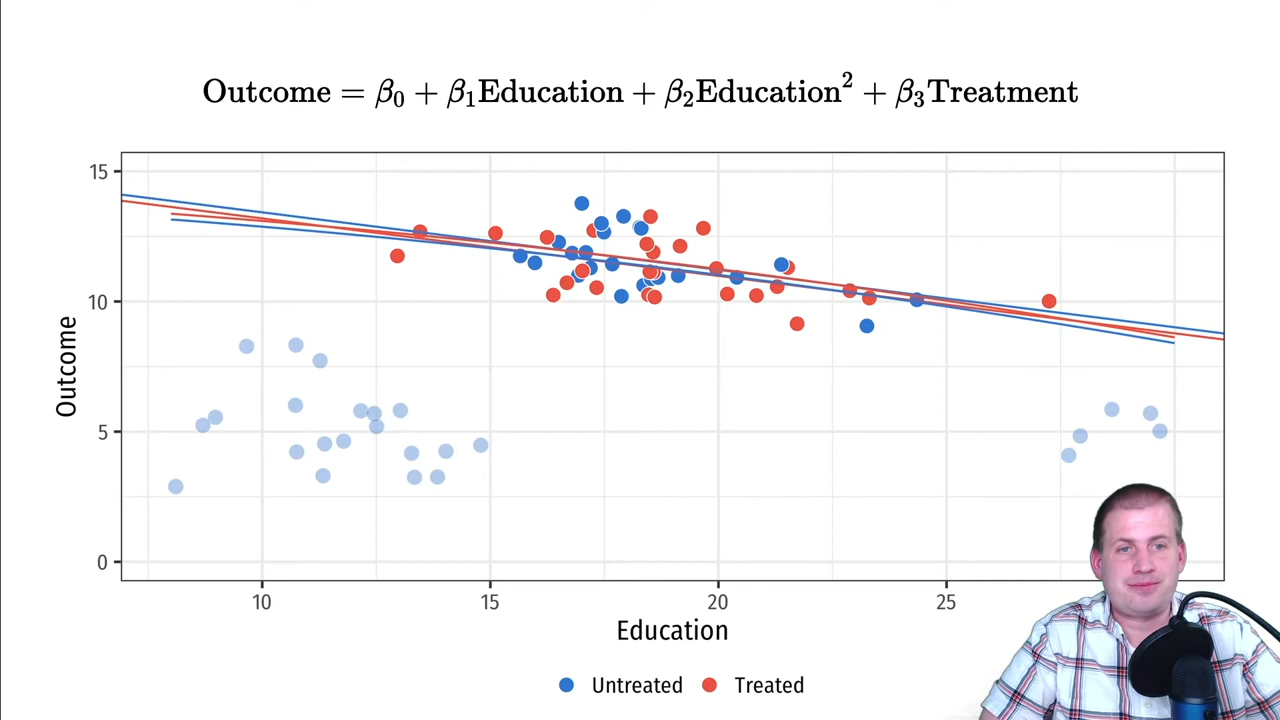 Outcome = β₀ + β₁Education + β₂Education² + β₃Treatment
15
10
5
0
Outcome
10 15 20 25
Education
Untreated Treated